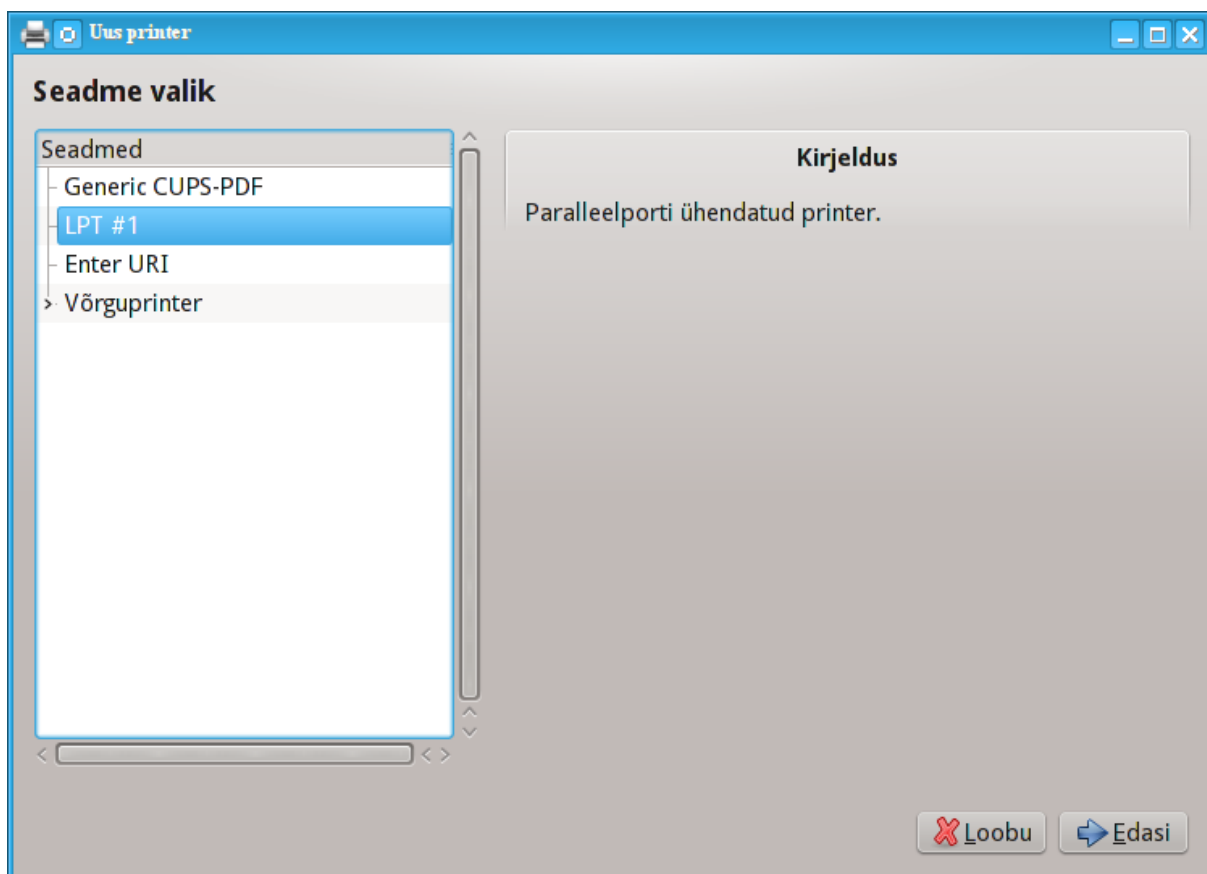 Uus printer
Seadme valik
Seadmed
Generic CUPS-PDF
LPT #1
Enter URI
Võrguprinter
Kirjeldus
Paralleelporti ühendatud printer.
Loobu
Edasi